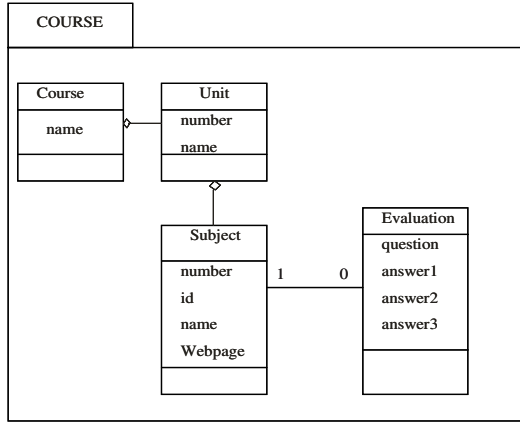 COURSE
Course
name
Unit
number
name
Subject
number
id
name
Webpage
1
0
Evaluation
question
answer1
answer2
answer3